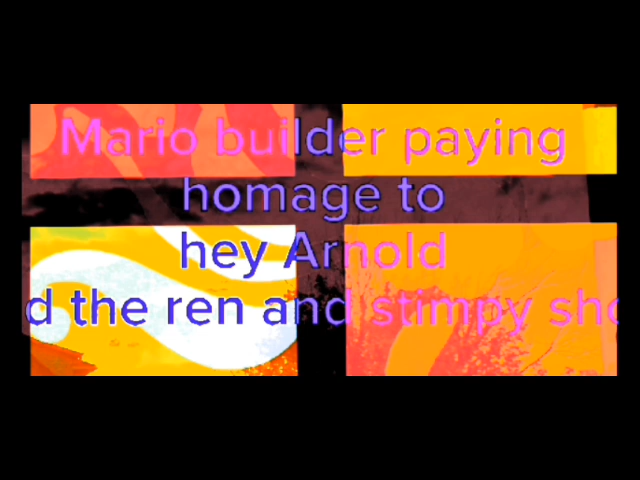 Mario builder paying
homage to
hey Arnold
d the ren and stimpy sho